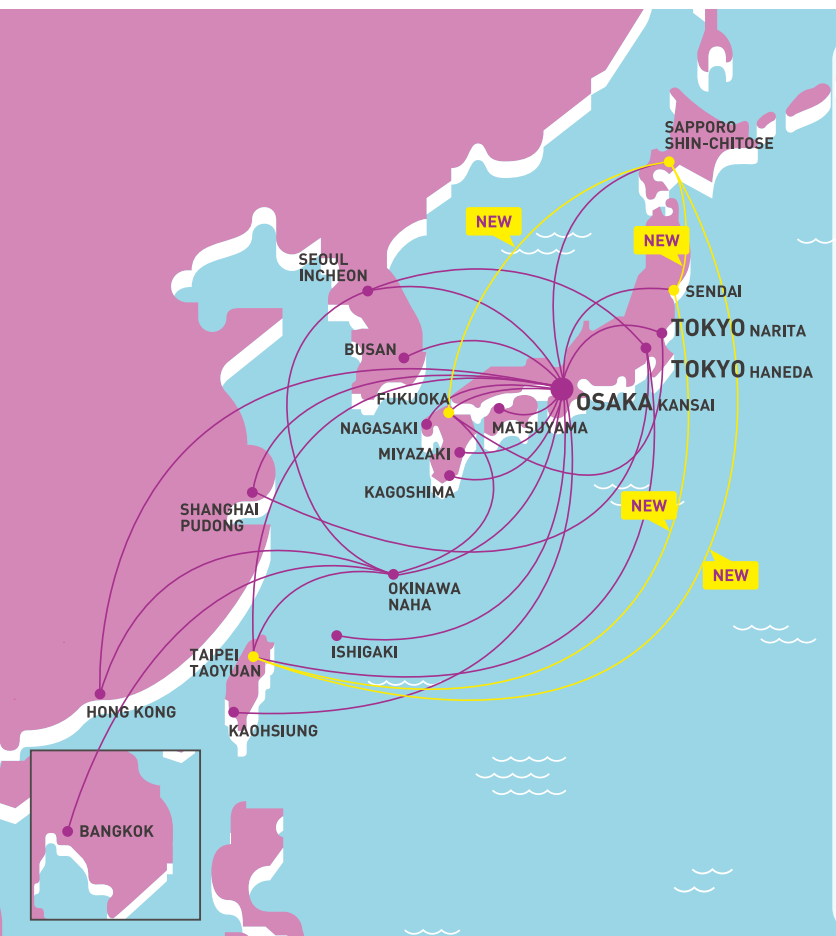 SAPPORO
SHIN-CHITOSE
NEW
NEW
SEOUL
INCHEON
SENDAI
TOKYO NARITA
BUSAN
TOKYO HANEDA
FUKUOKA
OSAKA KANSAI
NAGASAKI
MATSUYAMA
MIYAZAKI
KAGOSHIMA
SHANGHAI
PUDONG
NEW
NEW
OKINAWA
NAHA
ISHIGAKI
TAIPEI
TAOYUAN
HONG KONG
KAOHSIUNG
BANGKOK